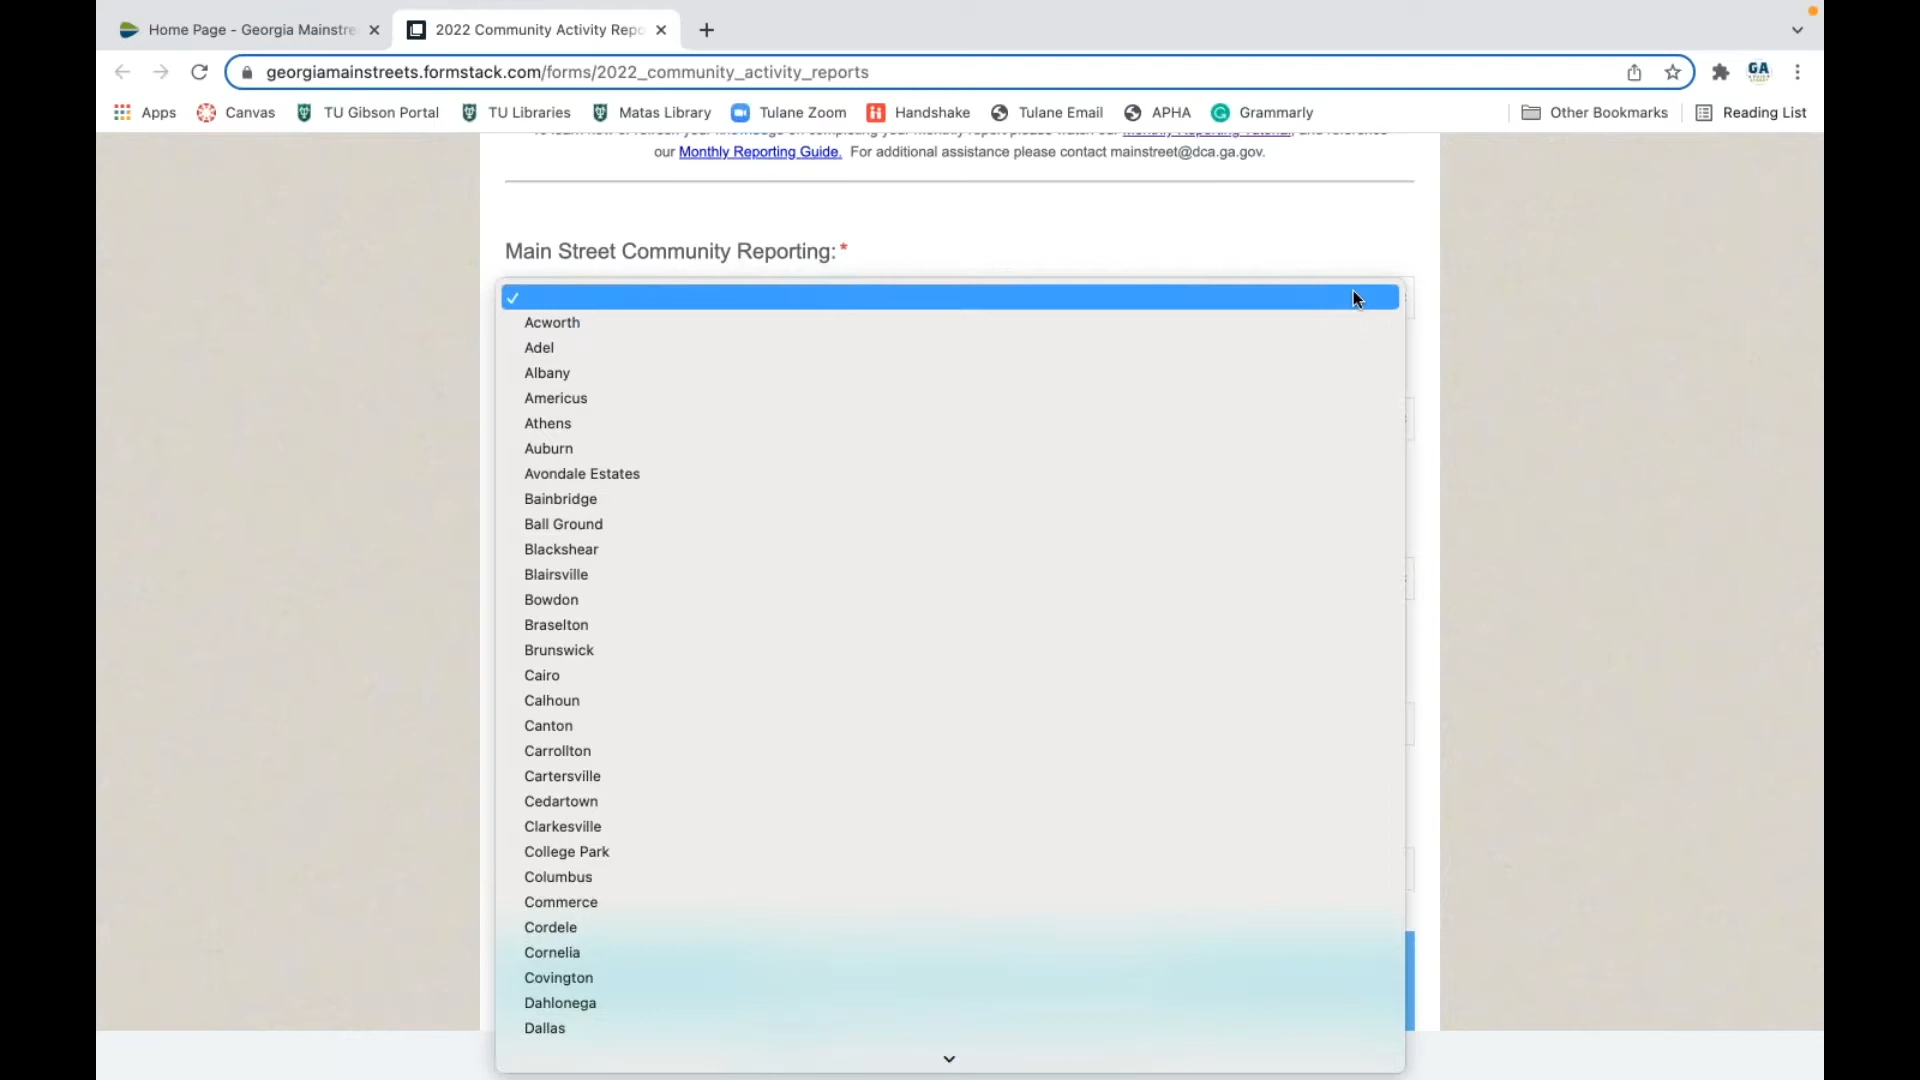 Home Page - Georgia Mainstre
2022 Community Activity Repo
georgiamainstreets.formstack.com/forms/2022_community_activity_reports
GA
Apps
Canvas
TU Gibson Portal
TU Libraries
Matas Library
Tulane Zoom
Handshake
Tulane Email
APHA
Grammarly
Other Bookmarks
Reading List
our Monthly Reporting Guide. For additional assistance please contact mainstreet@dca.ga.gov.
Main Street Community Reporting:*
Acworth
Adel
Albany
Americus
Athens
Auburn
Avondale Estates
Bainbridge
Ball Ground
Blackshear
Blairsville
Bowdon
Braselton
Brunswick
Cairo
Calhoun
Canton
Carrollton
Cartersville
Cedartown
Clarkesville
College Park
Columbus
Commerce
Cordele
Cornelia
Covington
Dahlonega
Dallas